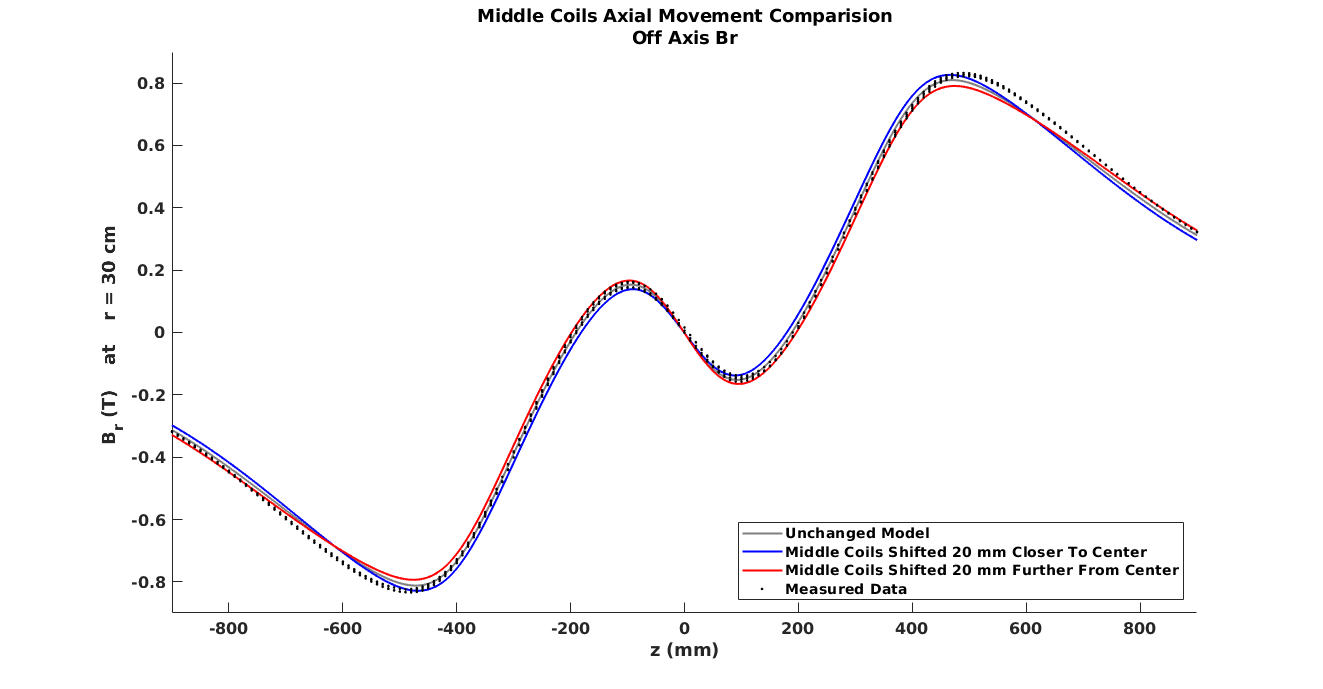 Middle Coils Axial Movement Comparision
Off Axis Br
0.8
0.6
0.4
0.2
0
-0.2
-0.4
-0.6
-0.8
B_r (T) at r = 30 cm
-800
-600
-400
-200
0
200
400
600
800
z (mm)
Unchanged Model
Middle Coils Shifted 20 mm Closer To Center
Middle Coils Shifted 20 mm Further From Center
Measured Data